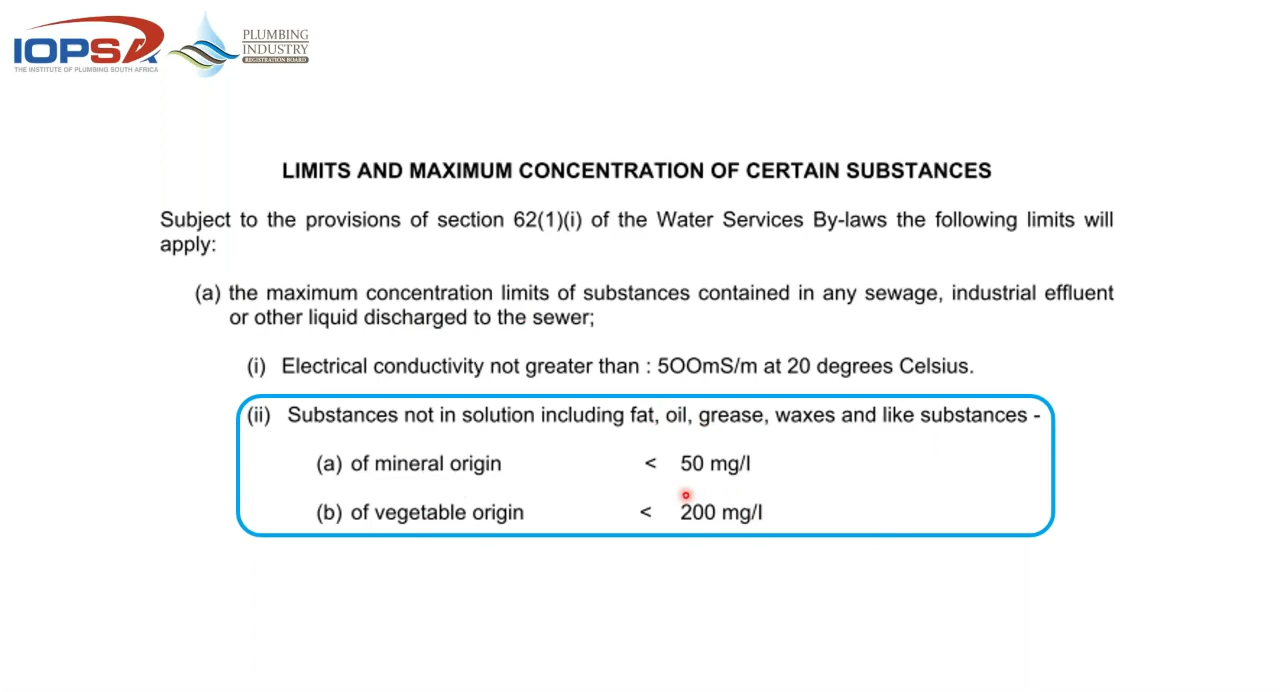 IOPSA
THE INSTITUTE OF PLUMBING SOUTH AFRICA
PLUMBING
INDUSTRY
REGISTRATION BOARD
LIMITS AND MAXIMUM CONCENTRATION OF CERTAIN SUBSTANCES
Subject to the provisions of section 62(1)(i) of the Water Services By-laws the following limits will
apply:
(a) the maximum concentration limits of substances contained in any sewage, industrial effluent
or other liquid discharged to the sewer;
(i) Electrical conductivity not greater than : 5OOmS/m at 20 degrees Celsius.
(ii) Substances not in solution including fat, oil, grease, waxes and like substances -
(a) of mineral origin < 50 mg/l
(b) of vegetable origin < 200 mg/l